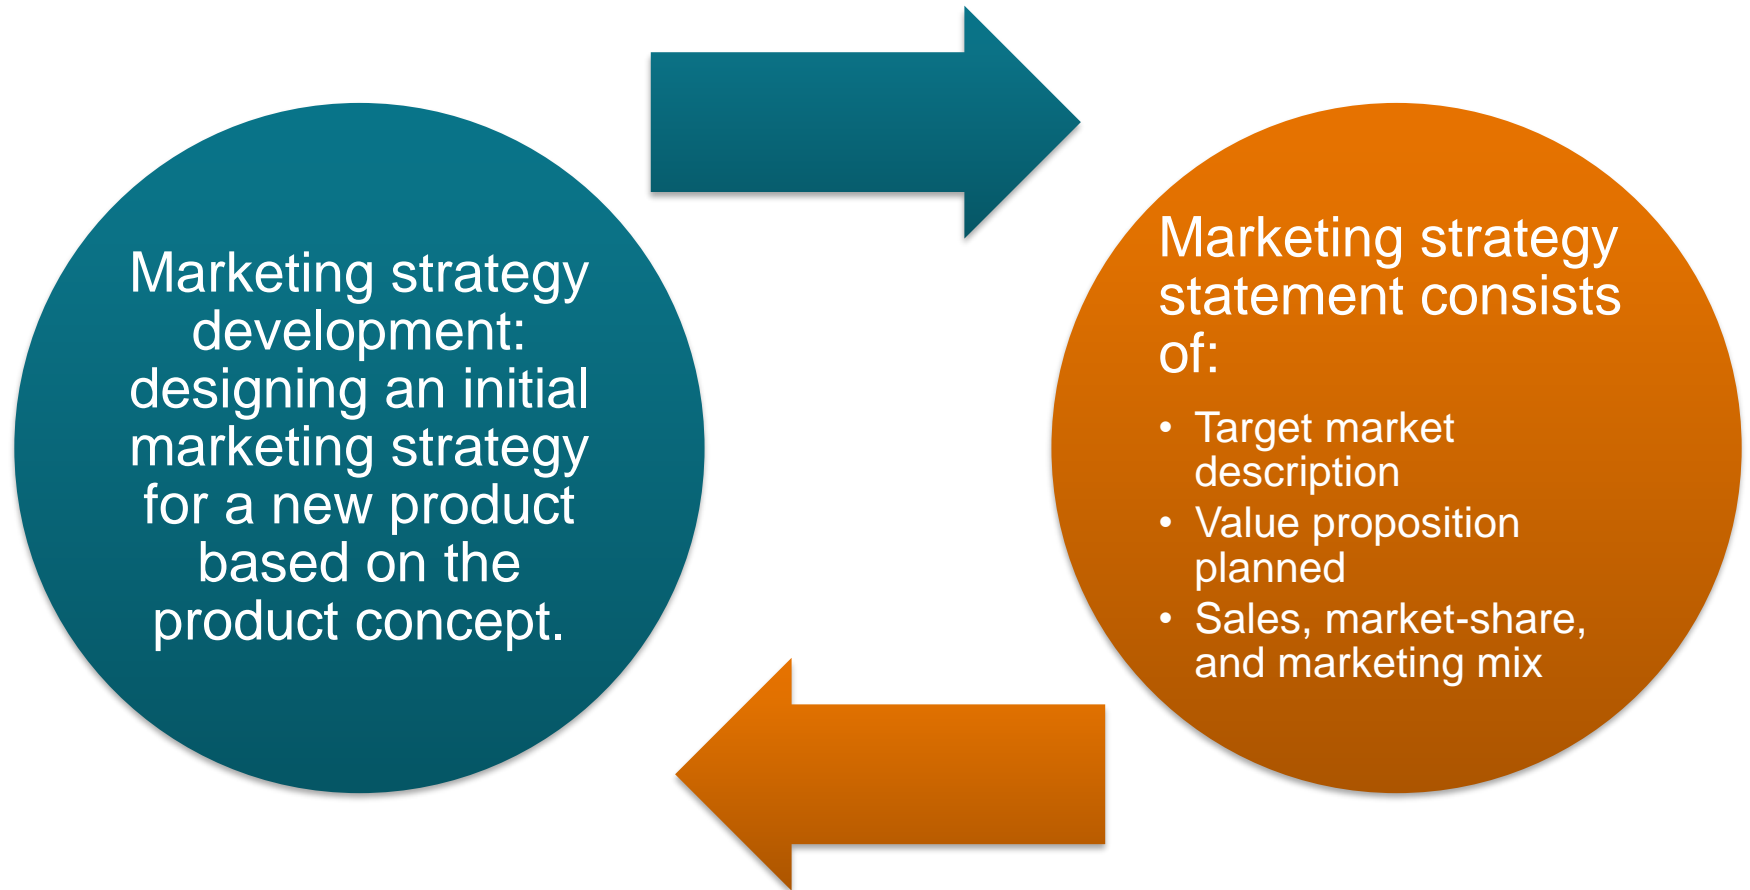 Marketing strategy
development:
designing an initial
marketing strategy
for a new product
based on the
product concept.
Marketing strategy
statement consists
of:
• Target market
description
• Value proposition
planned
• Sales, market-share,
and marketing mix